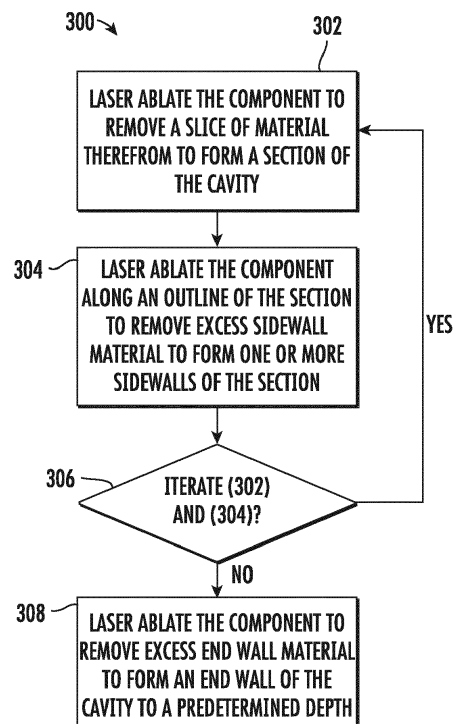 300
302
LASER ABLATE THE COMPONENT TO
REMOVE A SLICE OF MATERIAL
THEREFROM TO FORM A SECTION OF
THE CAVITY
304
LASER ABLATE THE COMPONENT
ALONG AN OUTLINE OF THE SECTION
TO REMOVE EXCESS SIDEWALL
MATERIAL TO FORM ONE OR MORE
SIDEWALLS OF THE SECTION
YES
306
ITERATE (302)
AND (304)?
NO
308
LASER ABLATE THE COMPONENT TO
REMOVE EXCESS END WALL MATERIAL
TO FORM AN END WALL OF THE
CAVITY TO A PREDETERMINED DEPTH